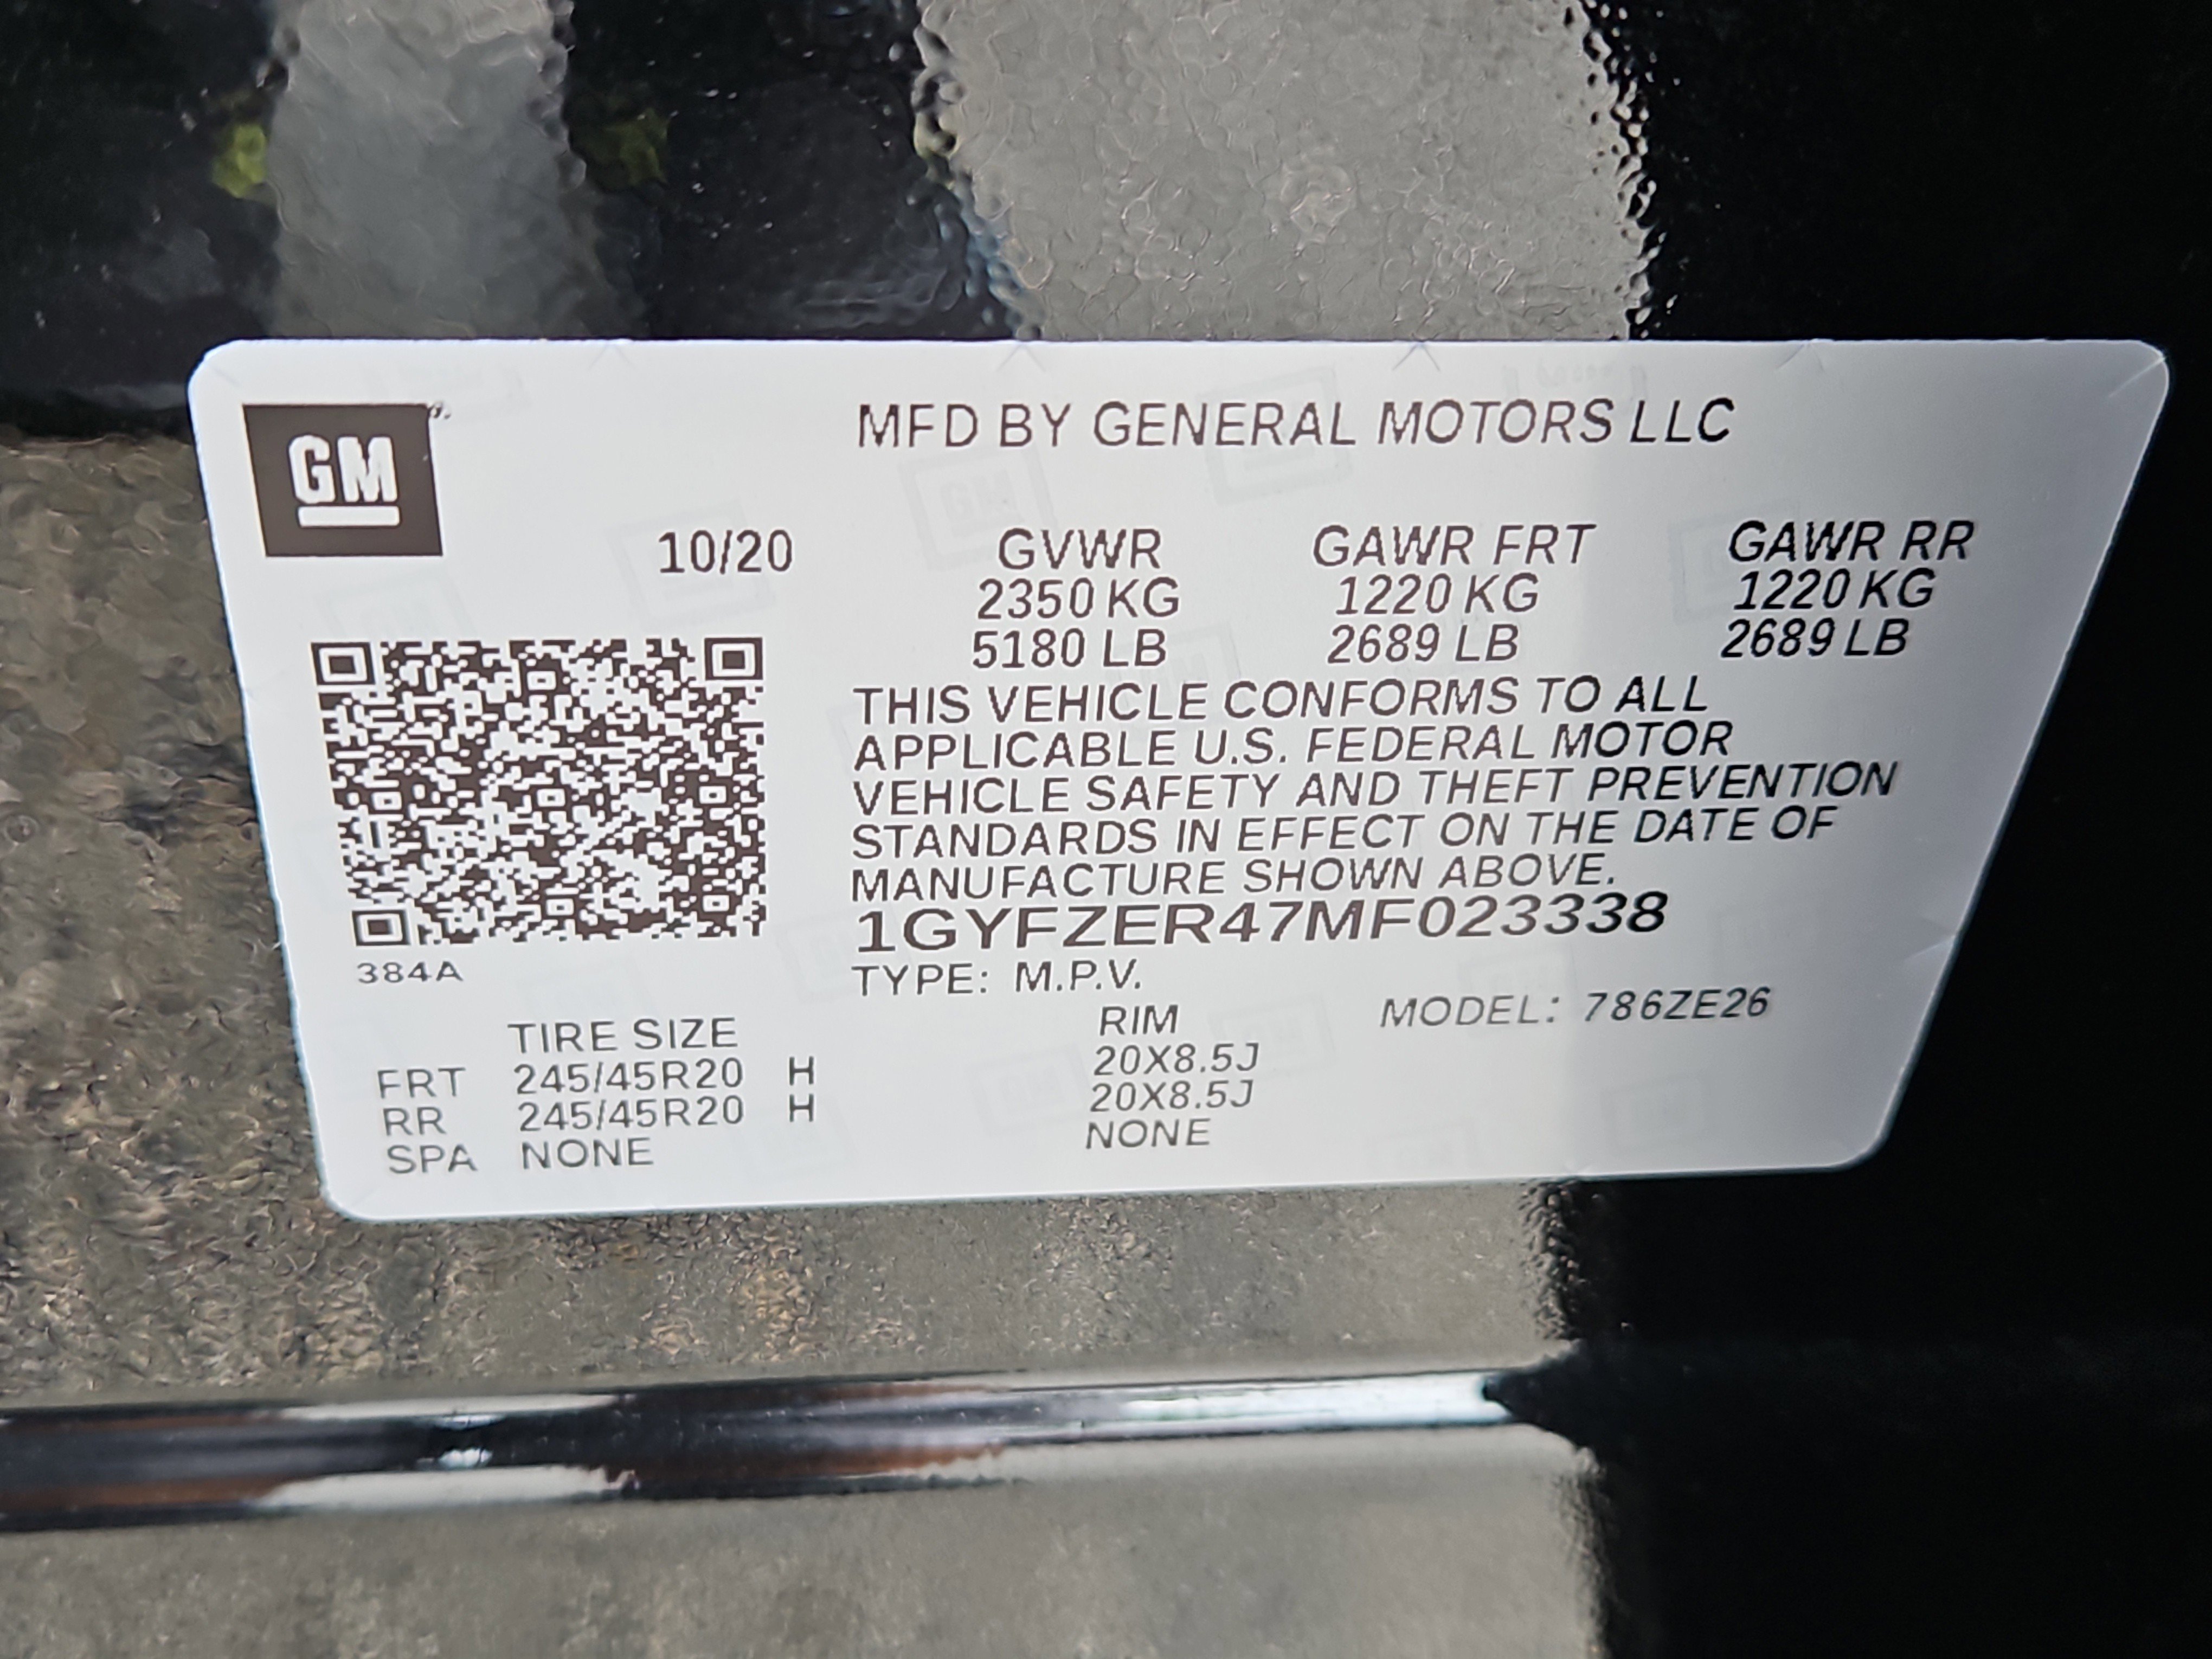 GM
MFD BY GENERAL MOTORS LLC
10/20
GVWR GAWR FRT GAWR RR
2350 KG 1220 KG 1220 KG
5180 LB 2689 LB 2689 LB
THIS VEHICLE CONFORMS TO ALL
APPLICABLE U.S. FEDERAL MOTOR
VEHICLE SAFETY AND THEFT PREVENTION
STANDARDS IN EFFECT ON THE DATE OF
MANUFACTURE SHOWN ABOVE.
1GYFZER47MF023338
384A
TYPE: M.P.V.
MODEL: 786ZE26
TIRE SIZE RIM
FRT 245/45R20 H 20X8.5J
RR 245/45R20 H 20X8.5J
SPA NONE NONE